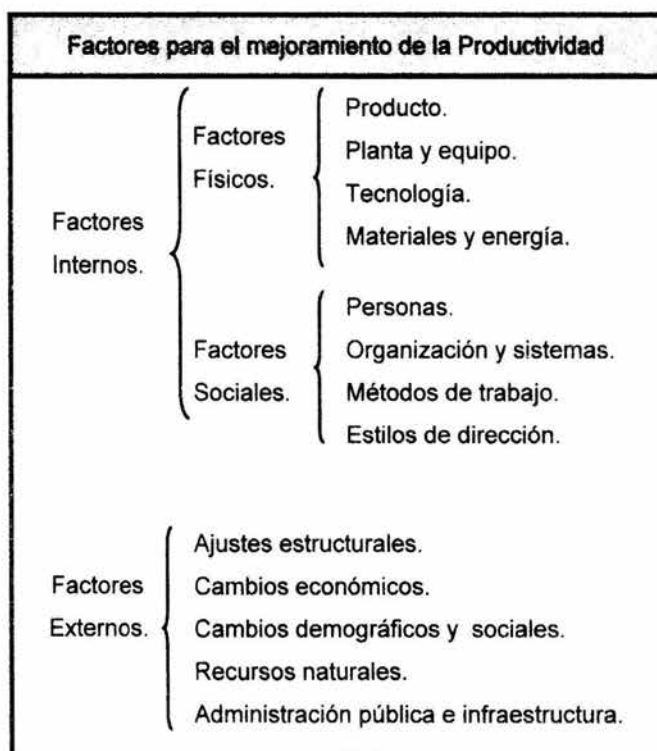 Factores para el mejoramiento de la Productividad
Factores
Internos.
Factores
Físicos.
Producto.
Planta y equipo.
Tecnología.
Materiales y energía.
Factores
Sociales.
Personas.
Organización y sistemas.
Métodos de trabajo.
Estilos de dirección.
Factores
Externos.
Ajustes estructurales.
Cambios económicos.
Cambios demográficos y sociales.
Recursos naturales.
Administración pública e infraestructura.